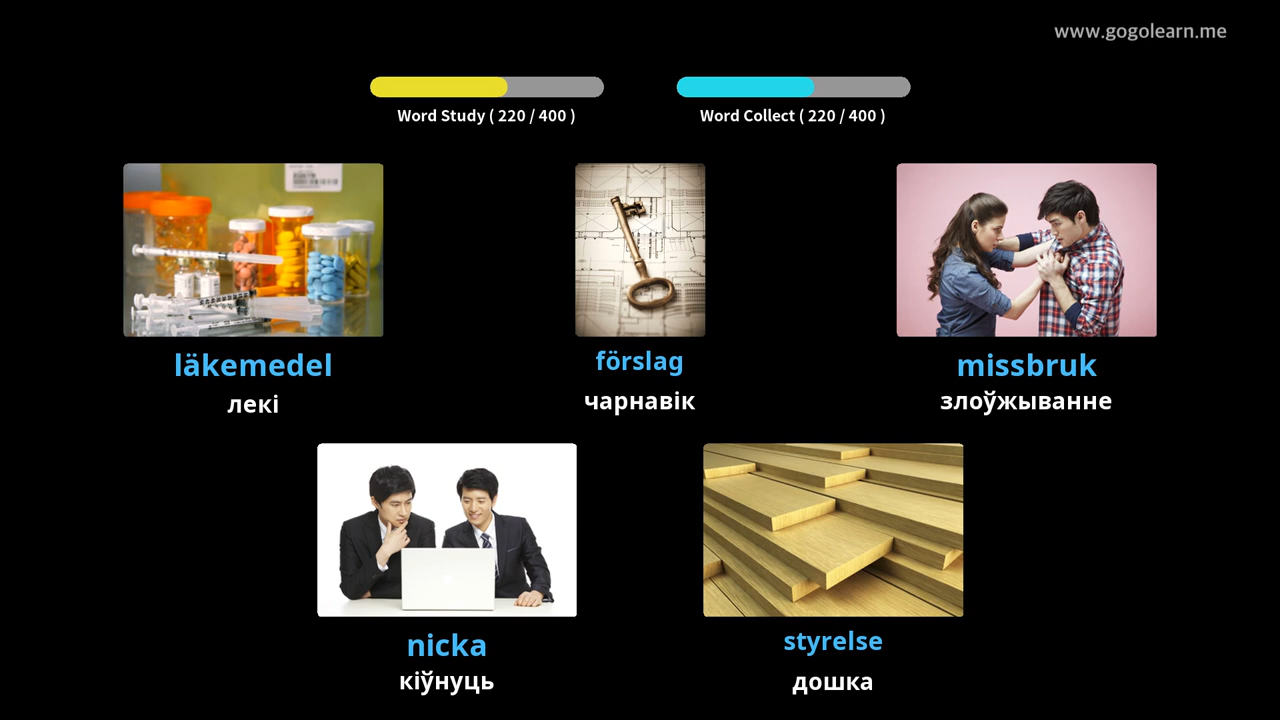 www.gogolearn.me
Word Study ( 220 / 400 )
Word Collect ( 220 / 400 )
läkemedel
лекі
förslag
чарнавік
missbruk
злоўжыванне
nicka
кіўнуць
styrelse
дошка